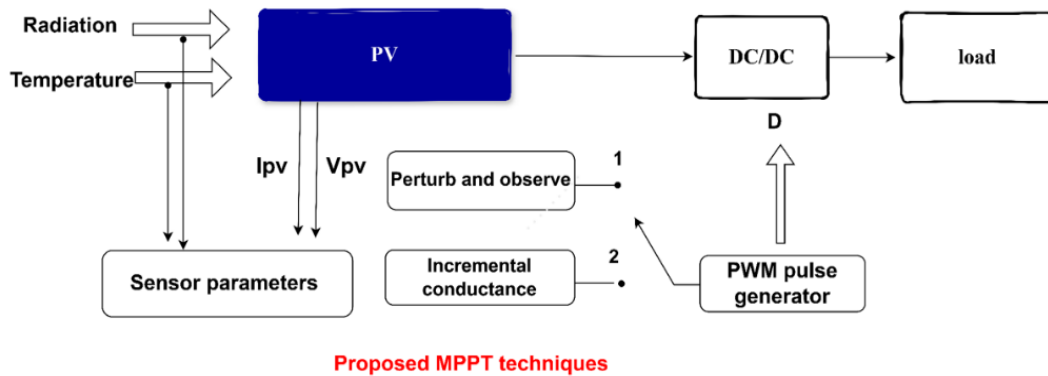 Radiation
Temperature
PV
DC/DC
load
D
Ipv
Vpv
1
Perturb and observe
2
Incremental
conductance
Sensor parameters
PWM pulse
generator
Proposed MPPT techniques